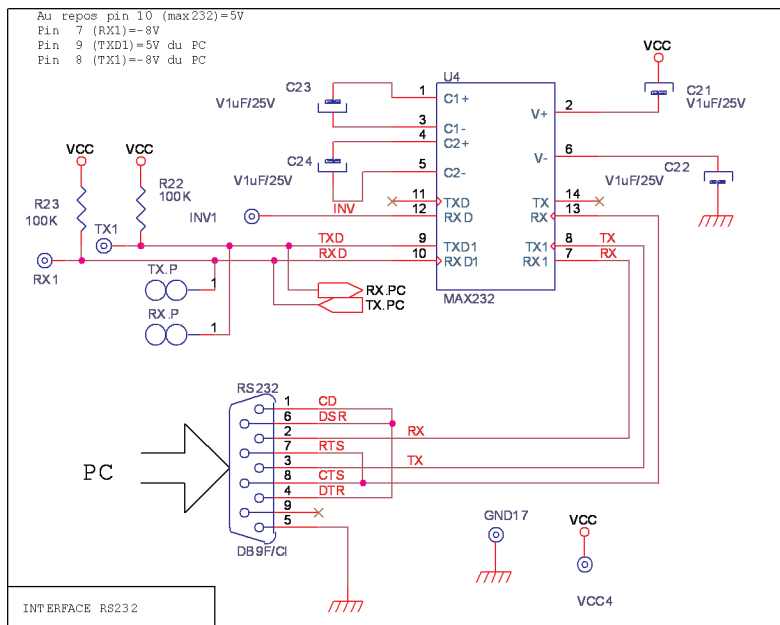 Au repos pin 10 (max232)=5V
Pin 7 (RX1)=-8V
Pin 9 (TXD1)=5V du PC
Pin 8 (TX1)=-8V du PC
U4
VCC
C23
V1uF/25V
1
C1+
3
C1-
4
C2+
5
C2-
C24
V1uF/25V
V+
2
C21
V1uF/25V
V-
6
C22
V1uF/25V
VCC
VCC
R23
100K
R22
100K
TX1
RX1
INV1
INV
11
TXD
12
RXD
TX
14
RX
13
TXD
9
TXD1
RXD
10
RXD1
TX1
8
TX
RX1
7
RX
MAX232
TX.P
1
RX.P
1
RX.PC
TX.PC
RS232
1
CD
6
DSR
2
RX
7
RTS
3
TX
8
CTS
4
DTR
9
5
DB9F/CI
PC
GND17
VCC
VCC4
INTERFACE RS232